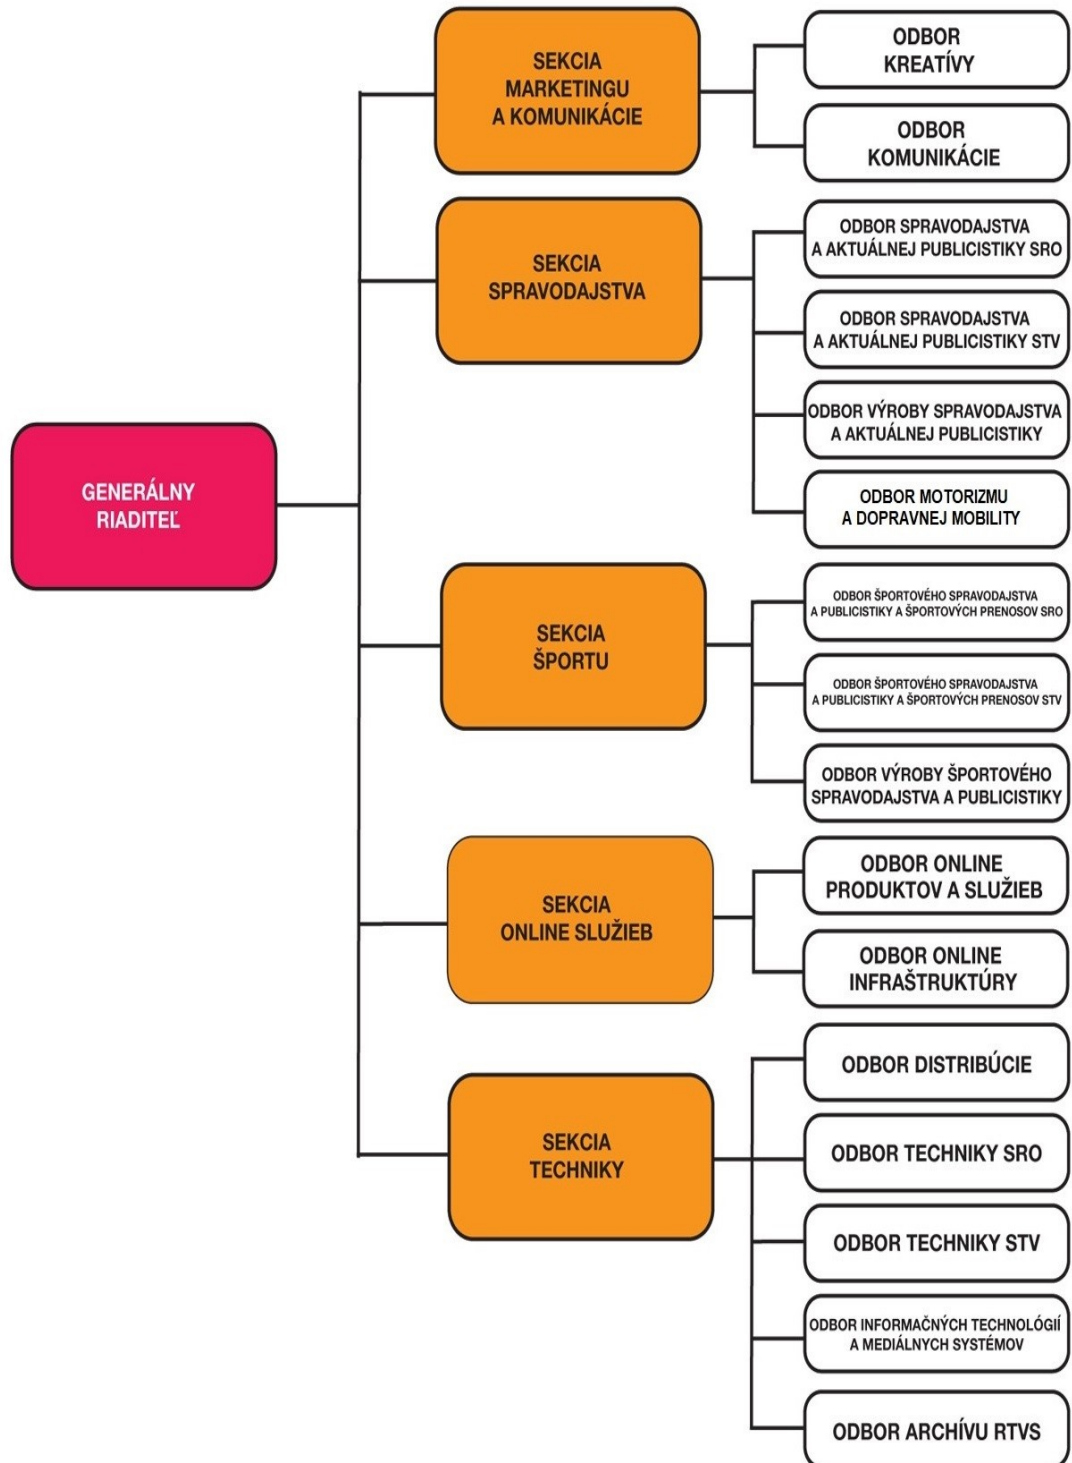 GENERÁLNY
RIADITEĽ
SEKCIA
MARKETINGU
A KOMUNIKÁCIE
ODBOR
KREATÍVY
ODBOR
KOMUNIKÁCIE
SEKCIA
SPRAVODAJSTVA
ODBOR SPRAVODAJSTVA
A AKTUÁLNEJ PUBLICISTIKY SRO
ODBOR SPRAVODAJSTVA
A AKTUÁLNEJ PUBLICISTIKY STV
ODBOR VÝROBY SPRAVODAJSTVA
A AKTUÁLNEJ PUBLICISTIKY
ODBOR MOTORIZMU
A DOPRAVNEJ MOBILITY
SEKCIA
ŠPORTU
ODBOR ŠPORTOVÉHO SPRAVODAJSTVA
A PUBLICISTIKY A ŠPORTOVÝCH PRENOSOV SRO
ODBOR ŠPORTOVÉHO SPRAVODAJSTVA
A PUBLICISTIKY A ŠPORTOVÝCH PRENOSOV STV
ODBOR VÝROBY ŠPORTOVÉHO
SPRAVODAJSTVA A PUBLICISTIKY
SEKCIA
ONLINE SLUŽIEB
ODBOR ONLINE
PRODUKTOV A SLUŽIEB
ODBOR ONLINE
INFRAŠTRUKTÚRY
SEKCIA
TECHNIKY
ODBOR DISTRIBÚCIE
ODBOR TECHNIKY SRO
ODBOR TECHNIKY STV
ODBOR INFORMAČNÝCH TECHNOLÓGIÍ
A MEDIÁLNYCH SYSTÉMOV
ODBOR ARCHÍVU RTVS